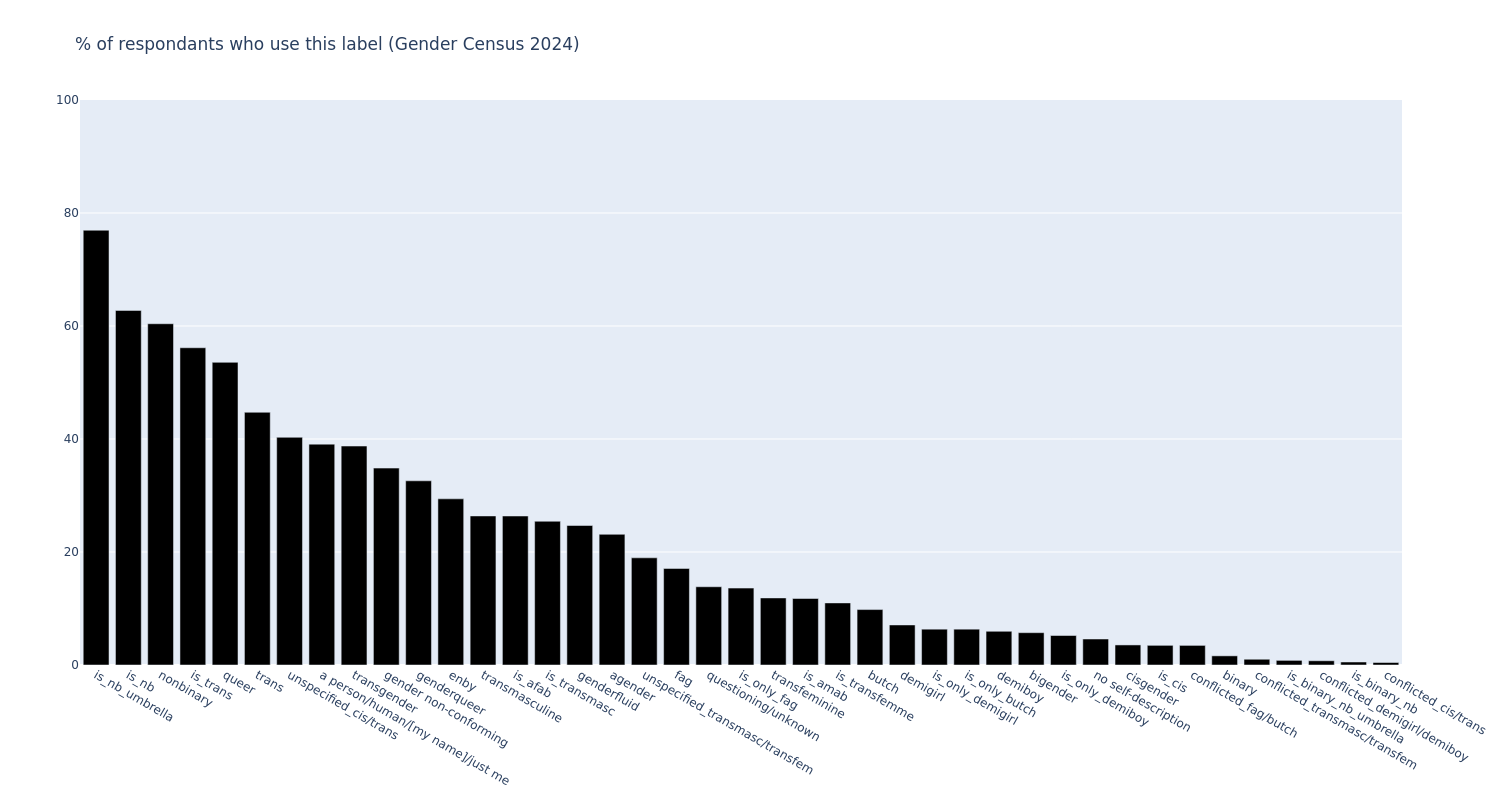 % of respondants who use this label (Gender Census 2024)
100
80
60
40
20
0
is_nb_umbrella
is_nb
nonbinary
is_trans
queer
trans
unspecified_cis/trans
a person/human/[my name]/just me
transgender
gender non-conforming
genderqueer
enby
transmasculine
is_afab
is_transmasc
genderfluid
agender
unspecified_transmasc/transfem
fag
questioning/unknown
is_only_fag
transfeminine
is_amab
is_transfemme
butch
demigirl
is_only_demigirl
is_only_butch
demiboy
bigender
is_only_demiboy
no self-description
cisgender
is_cis
conflicted_fag/butch
binary
conflicted_transmasc/transfem
is_binary_nb_umbrella
conflicted_demigirl/demiboy
is_binary_nb
conflicted_cis/trans